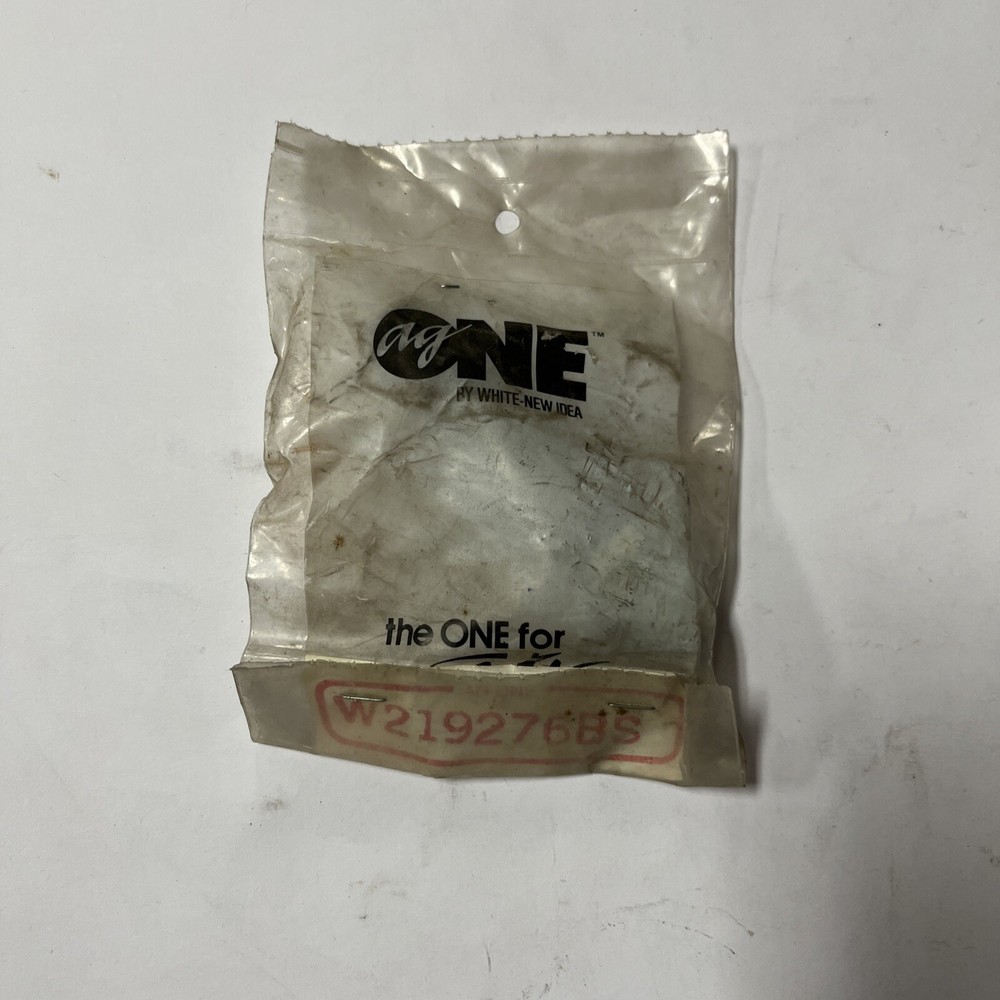 ag ONE™
BY WHITE-NEW IDEA
the ONE for
W219276BS